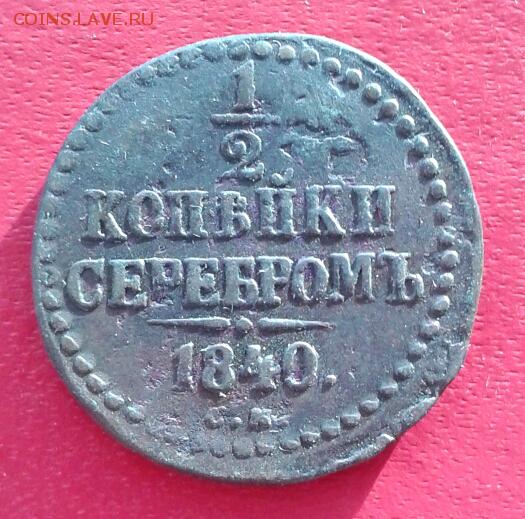 COINS.LAVE.RU
1
2
КОПѢЙКИ
СЕРЕБРОМЪ
1840.